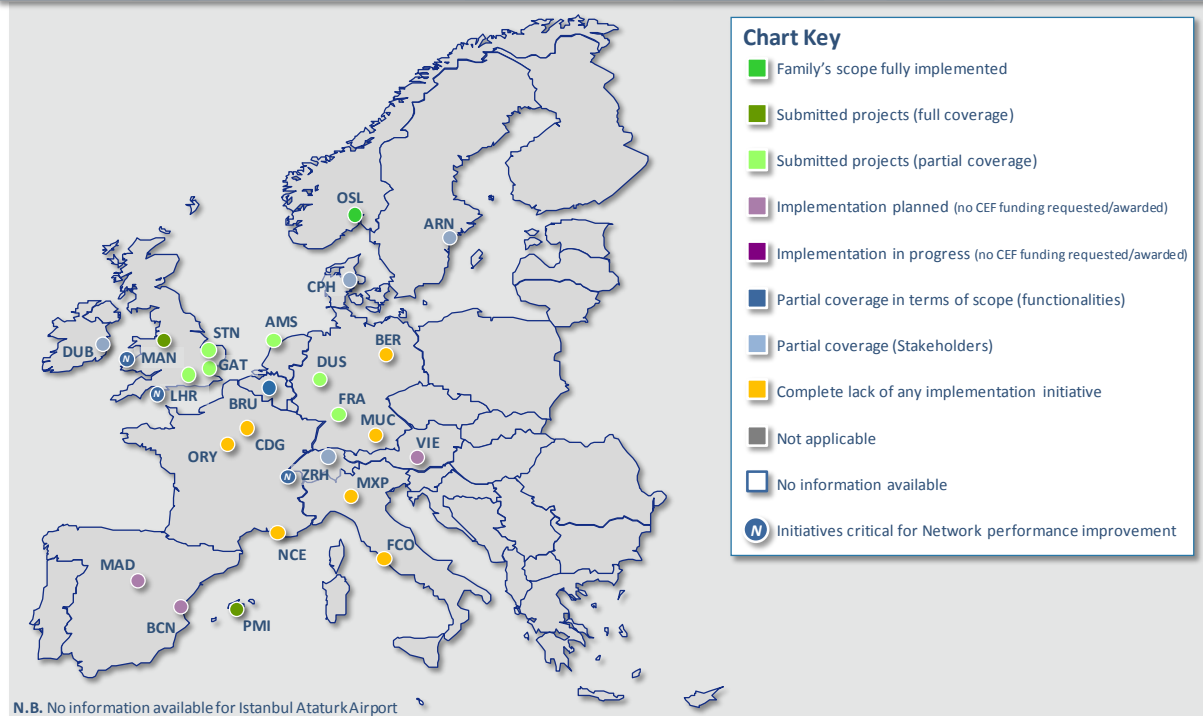 Chart Key
Family's scope fully implemented
Submitted projects (full coverage)
Submitted projects (partial coverage)
Implementation planned (no CEF funding requested/awarded)
Implementation in progress (no CEF funding requested/awarded)
Partial coverage in terms of scope (functionalities)
Partial coverage (Stakeholders)
Complete lack of any implementation initiative
Not applicable
No information available
N Initiatives critical for Network performance improvement
OSL
ARN
CPH
DUB
N
MAN
STN
GAT
AMS
BER
DUS
N
LHR
BRU
FRA
MUC
CDG
ORY
VIE
N
ZRH
MXP
NCE
FCO
MAD
BCN
PMI
N.B. No information available for Istanbul Ataturk Airport